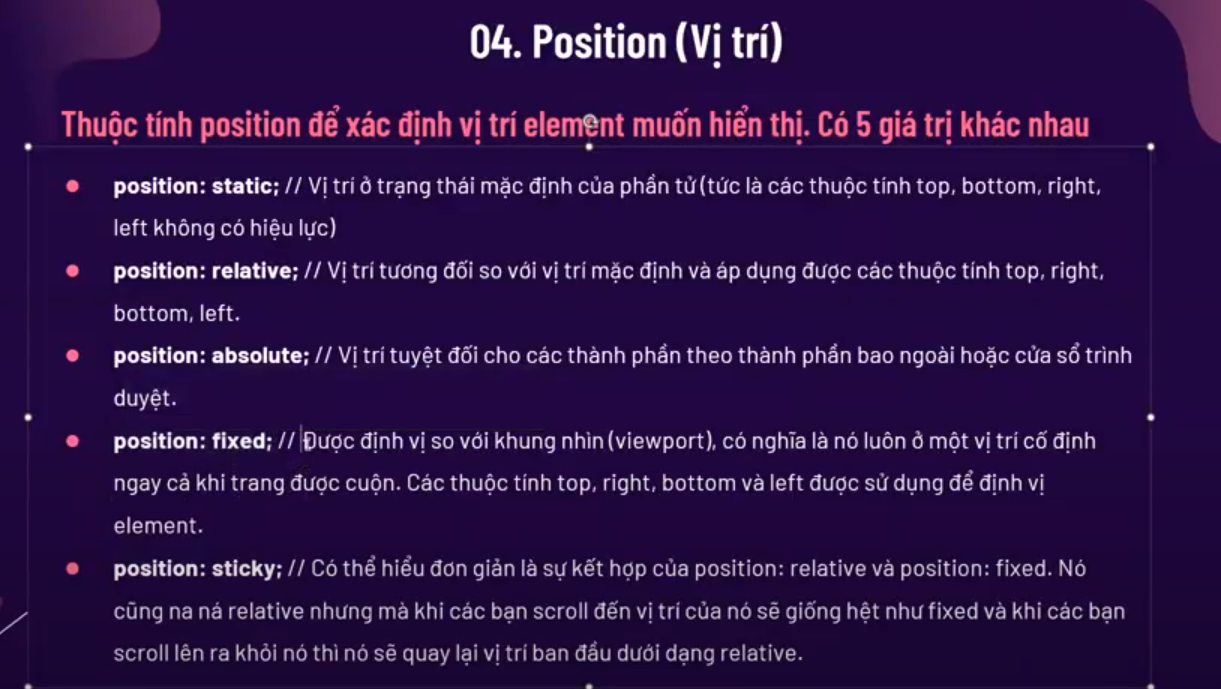 04. Position (Vị trí)
Thuộc tính position để xác định vị trí element muốn hiển thị. Có 5 giá trị khác nhau
position: static; // Vị trí ở trạng thái mặc định của phần tử (tức là các thuộc tính top, bottom, right,
left không có hiệu lực)
position: relative; // Vị trí tương đối so với vị trí mặc định và áp dụng được các thuộc tính top, right,
bottom, left.
position: absolute; // Vị trí tuyệt đối cho các thành phần theo thành phần bao ngoài hoặc cửa sổ trình
duyệt.
position: fixed; // Được định vị so với khung nhìn (viewport), có nghĩa là nó luôn ở một vị trí cố định
ngay cả khi trang được cuộn. Các thuộc tính top, right, bottom và left được sử dụng để định vị
element.
position: sticky; // Có thể hiểu đơn giản là sự kết hợp của position: relative và position: fixed. Nó
cũng na ná relative nhưng mà khi các bạn scroll đến vị trí của nó sẽ giống hệt như fixed và khi các bạn
scroll lên ra khỏi nó thì nó sẽ quay lại vị trí ban đầu dưới dạng relative.